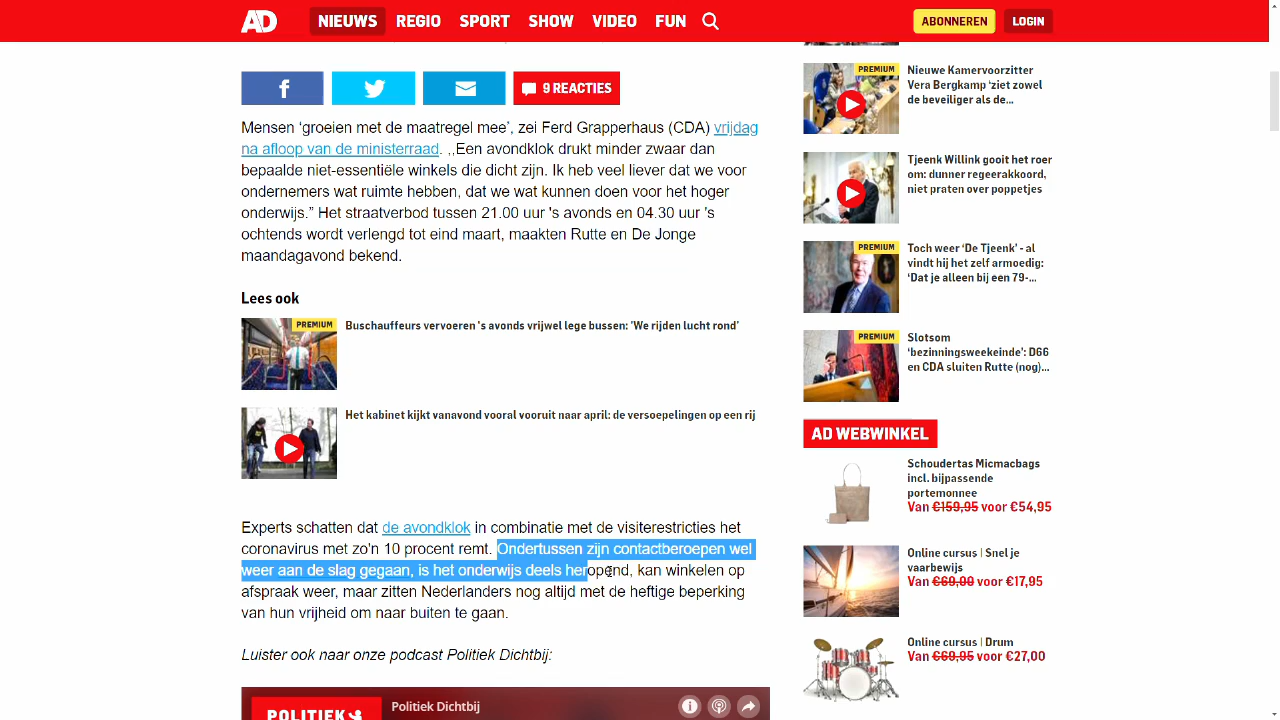 AD NIEUWS REGIO SPORT SHOW VIDEO FUN ABONNEREN LOGIN
9 REACTIES
Mensen ‘groeien met de maatregel mee’, zei Ferd Grapperhaus (CDA) vrijdag
na afloop van de ministerraad. ,,Een avondklok drukt minder zwaar dan
bepaalde niet-essentiële winkels die dicht zijn. Ik heb veel liever dat we voor
ondernemers wat ruimte hebben, dat we wat kunnen doen voor het hoger
onderwijs.” Het straatverbod tussen 21.00 uur 's avonds en 04.30 uur 's
ochtends wordt verlengd tot eind maart, maakten Rutte en De Jonge
maandagavond bekend.
Lees ook
PREMIUM
Buschauffeurs vervoeren ’s avonds vrijwel lege bussen: ‘We rijden lucht rond’
Het kabinet kijkt vanavond vooral vooruit naar april: de versoepelingen op een rij
Experts schatten dat de avondklok in combinatie met de visiterestricties het
coronavirus met zo'n 10 procent remt. Ondertussen zijn contactberoepen wel
weer aan de slag gegaan, is het onderwijs deels heropend, kan winkelen op
afspraak weer, maar zitten Nederlanders nog altijd met de heftige beperking
van hun vrijheid om naar buiten te gaan.
Luister ook naar onze podcast Politiek Dichtbij:
POLITIEK
Politiek Dichtbij
PREMIUM
Nieuwe Kamervoorzitter
Vera Bergkamp ‘ziet zowel
de beveiliger als de...
Tjeenk Willink gooit het roer
om: dunner regeerakkoord,
niet praten over poppetjes
PREMIUM
Toch weer ‘De Tjeenk’ - al
vindt hij het zelf armoedig:
‘Dat je alleen bij een 79-...
PREMIUM
Slotsom
‘bezinningsweekeinde’: D66
en CDA sluiten Rutte (nog)...
AD WEBWINKEL
Schoudertas Micmacbags
incl. bijpassende
portemonnee
Van €159,95 voor €54,95
Online cursus | Snel je
vaarbewijs
Van €69,00 voor €17,95
Online cursus | Drum
Van €69,95 voor €27,00